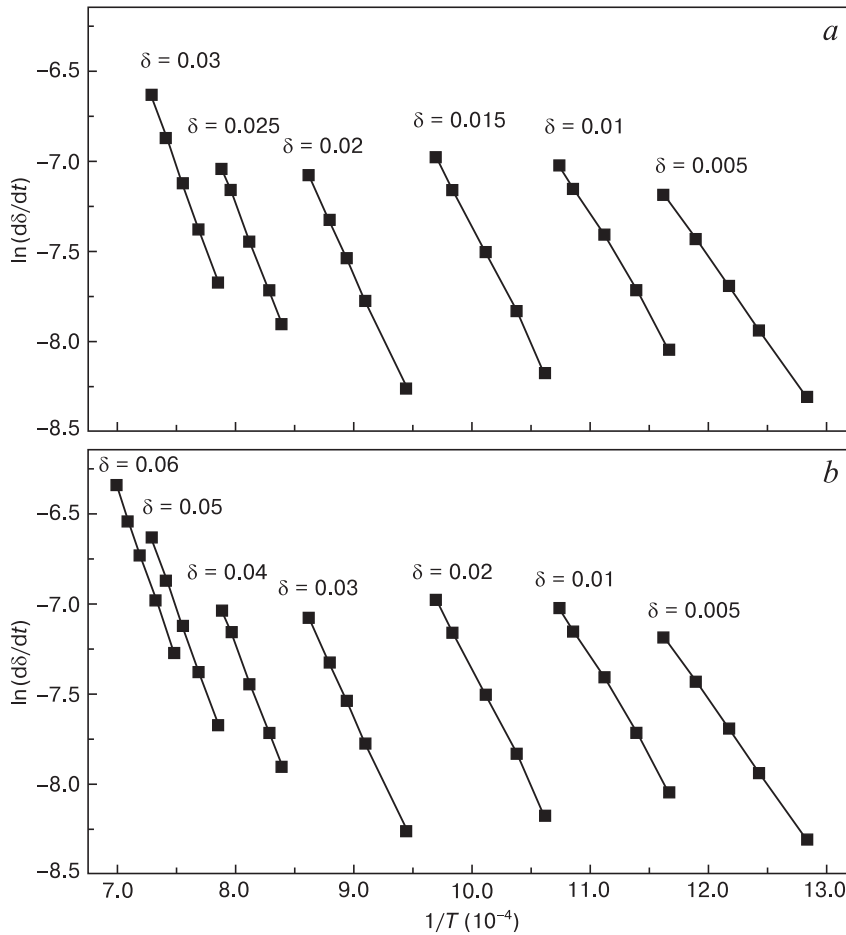 a
δ = 0.03
δ = 0.025
δ = 0.02
δ = 0.015
δ = 0.01
δ = 0.005
ln(dδ/dt)
−6.5
−7.0
−7.5
−8.0
−8.5
b
δ = 0.06
δ = 0.05
δ = 0.04
δ = 0.03
δ = 0.02
δ = 0.01
δ = 0.005
ln(dδ/dt)
−6.5
−7.0
−7.5
−8.0
−8.5
7.0 8.0 9.0 10.0 11.0 12.0 13.0
1/T (10⁻⁴)